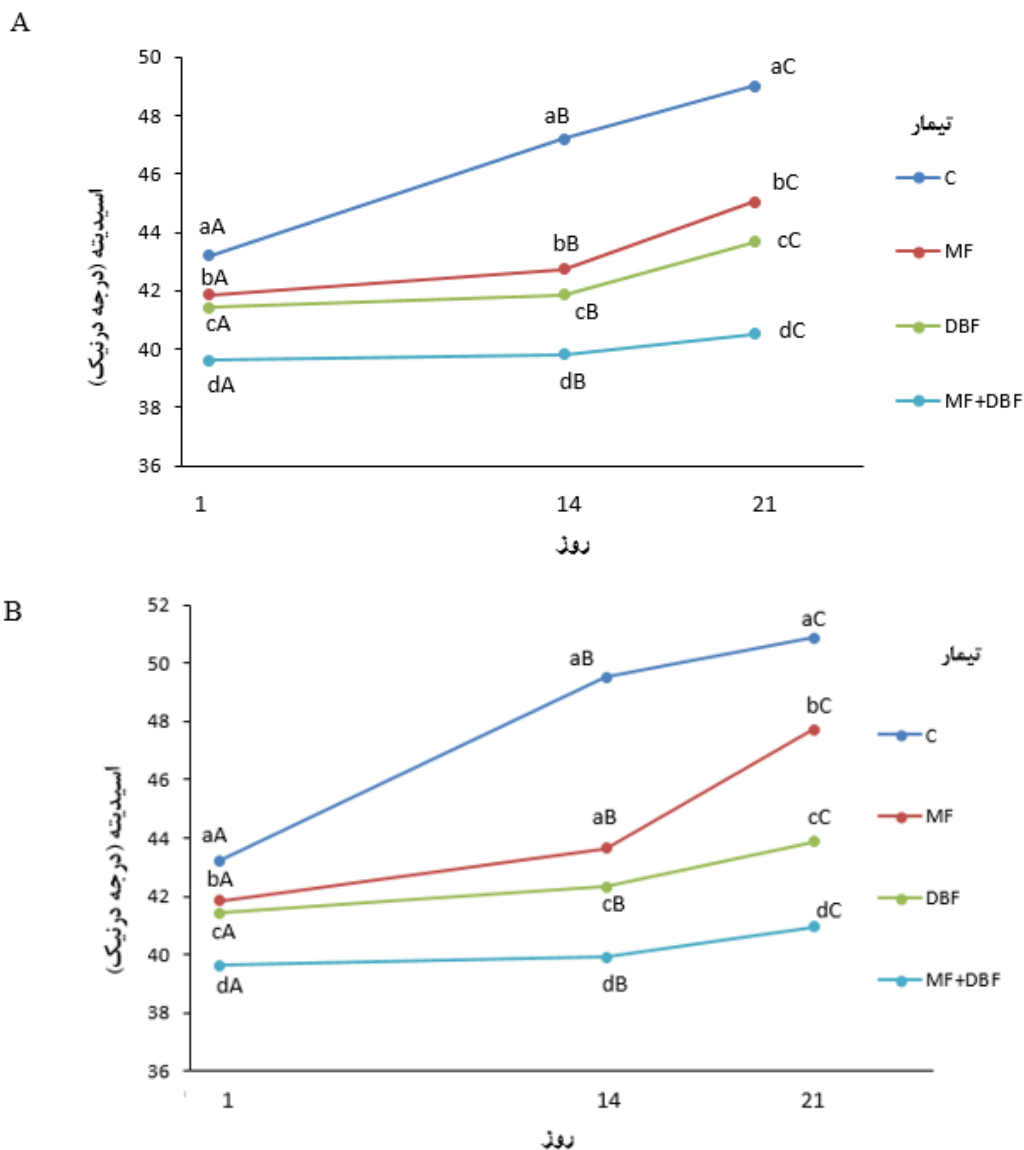 A
50
48
46
44
42
40
38
36
اسیدیته (درجه درنیک)
aA
aB
aC
bA
bB
bC
cA
cB
cC
dA
dB
dC
1
14
21
روز
تیمار
C
MF
DBF
MF+DBF
B
52
50
48
46
44
42
40
38
36
اسیدیته (درجه درنیک)
aA
aB
aC
bA
aB
bC
cA
cB
cC
dA
dB
dC
1
14
21
روز
تیمار
C
MF
DBF
MF+DBF